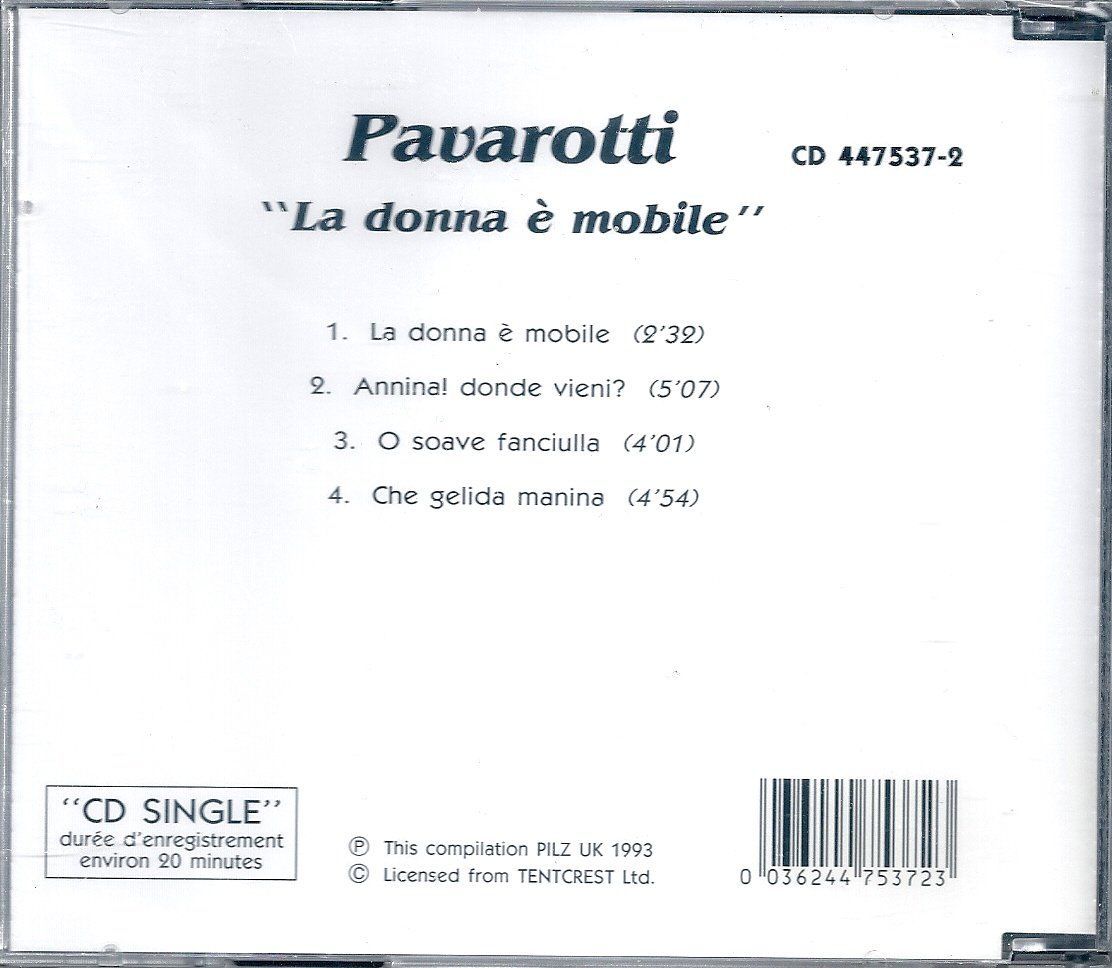 Pavarotti
CD 447537-2
"La donna è mobile"
1. La donna è mobile (2'32)
2. Annina! donde vieni? (5'07)
3. O soave fanciulla (4'01)
4. Che gelida manina (4'54)
"CD SINGLE"
durée d'enregistrement
environ 20 minutes
℗ This compilation PILZ UK 1993
© Licensed from TENTCREST Ltd.
0 036244 753723